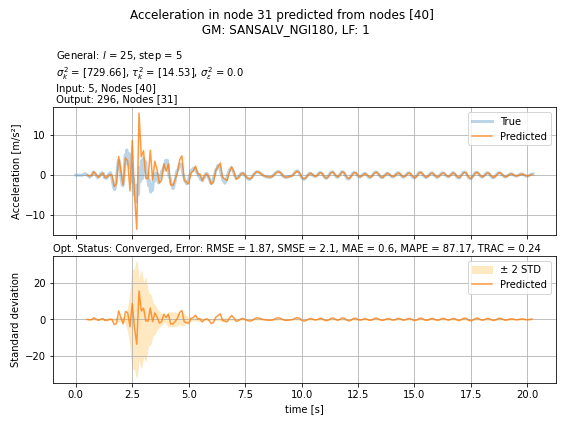 Acceleration in node 31 predicted from nodes [40]
GM: SANSALV_NGI180, LF: 1
General: l = 25, step = 5
σ²ₖ = [729.66], τ²ₖ = [14.53], σ²ε = 0.0
Input: 5, Nodes [40]
Output: 296, Nodes [31]
True
Predicted
Acceleration [m/s²]
10
0
−10
Opt. Status: Converged, Error: RMSE = 1.87, SMSE = 2.1, MAE = 0.6, MAPE = 87.17, TRAC = 0.24
± 2 STD
Predicted
Standard deviation
20
0
−20
0.0 2.5 5.0 7.5 10.0 12.5 15.0 17.5 20.0
time [s]